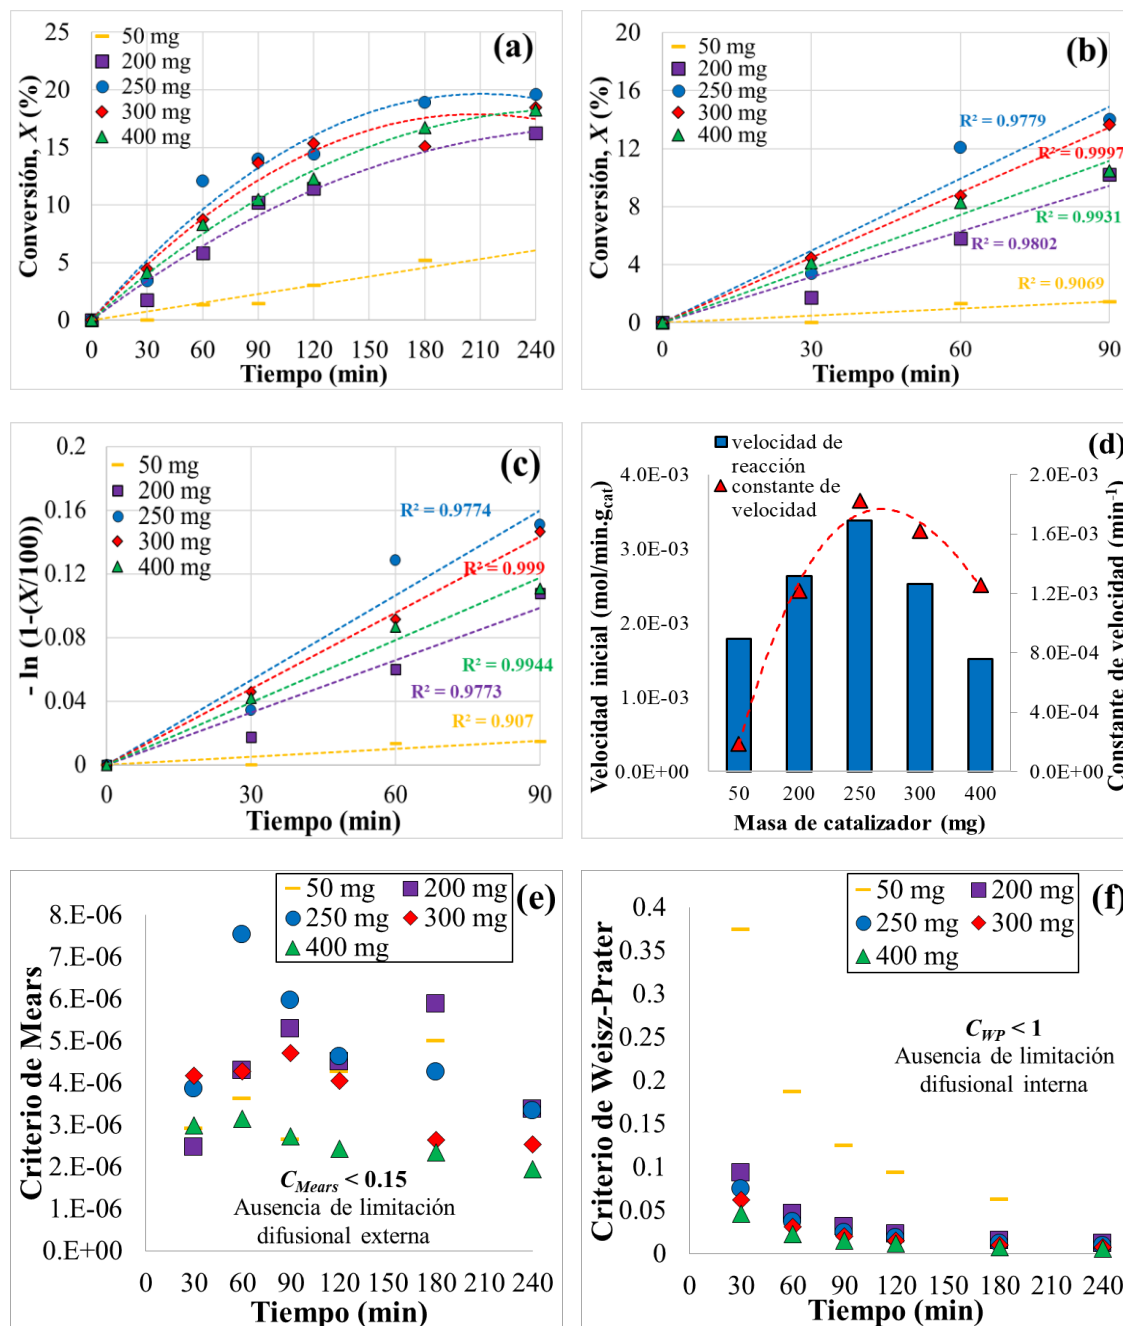 (a)
50 mg
200 mg
250 mg
300 mg
400 mg
Conversión, X (%)
25
20
15
10
5
0
0 30 60 90 120 150 180 210 240
Tiempo (min)
(b)
50 mg
200 mg
250 mg
300 mg
400 mg
Conversión, X (%)
20
16
12
8
4
0
R² = 0.9779
R² = 0.9997
R² = 0.9931
R² = 0.9802
R² = 0.9069
0 30 60 90
Tiempo (min)
(c)
50 mg
200 mg
250 mg
300 mg
400 mg
- ln (1-(X/100))
0.2
0.16
0.12
0.08
0.04
0
R² = 0.9774
R² = 0.999
R² = 0.9944
R² = 0.9773
R² = 0.907
0 30 60 90
Tiempo (min)
(d)
velocidad de
reacción
constante de
velocidad
Velocidad inicial (mol/min.gcat)
4.0E-03
3.0E-03
2.0E-03
1.0E-03
0.0E+00
2.0E-03
1.6E-03
1.2E-03
8.0E-04
4.0E-04
0.0E+00
Constante de velocidad (min⁻¹)
50 200 250 300 400
Masa de catalizador (mg)
(e)
50 mg 200 mg
250 mg 300 mg
400 mg
Criterio de Mears
8.E-06
7.E-06
6.E-06
5.E-06
4.E-06
3.E-06
2.E-06
1.E-06
0.E+00
CMears < 0.15
Ausencia de limitación
difusional externa
0 30 60 90 120 150 180 210 240
Tiempo (min)
(f)
50 mg 200 mg
250 mg 300 mg
400 mg
Criterio de Weisz-Prater
0.4
0.35
0.3
0.25
0.2
0.15
0.1
0.05
0
CWP < 1
Ausencia de limitación
difusional interna
0 30 60 90 120 150 180 210 240
Tiempo (min)